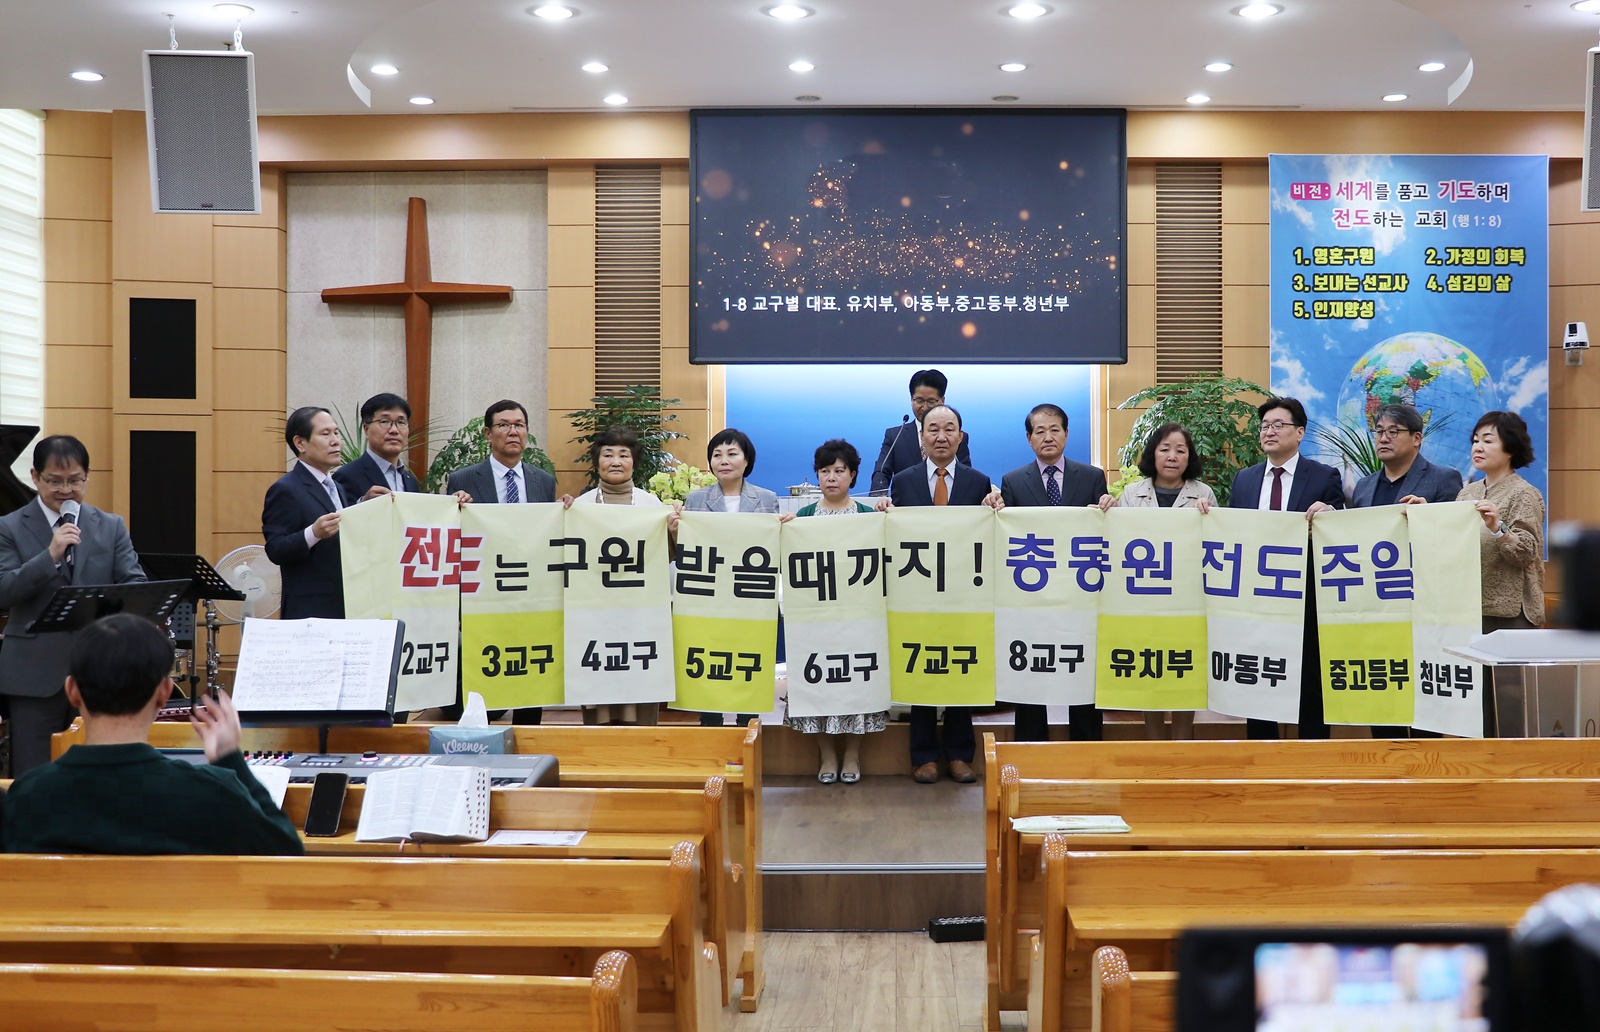 비전: 세계를 품고 기도하며
전도하는 교회 (행 1:8)
1. 영혼구원 2. 가정의 회복
3. 보내는 선교사 4. 섬김의 삶
5. 인재양성
1-8 교구별 대표. 유치부, 아동부,중고등부.청년부
전도는 구원 받을 때까지! 총동원 전도주일
2교구 3교구 4교구 5교구 6교구 7교구 8교구 유치부 아동부 중고등부 청년부
Kleenex